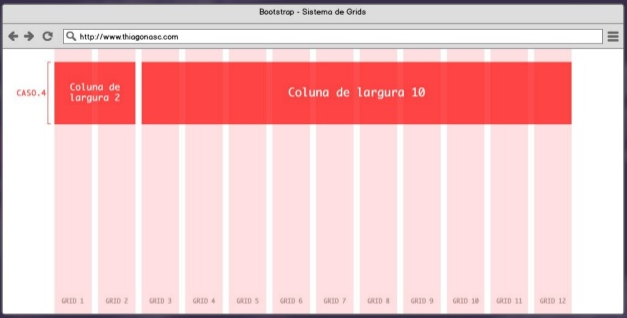 Bootstrap - Sistema de Grids
http://www.thiagonasc.com
CASO.4
Coluna de
largura 2
Coluna de largura 10
GRID 1 GRID 2 GRID 3 GRID 4 GRID 5 GRID 6 GRID 7 GRID 8 GRID 9 GRID 10 GRID 11 GRID 12